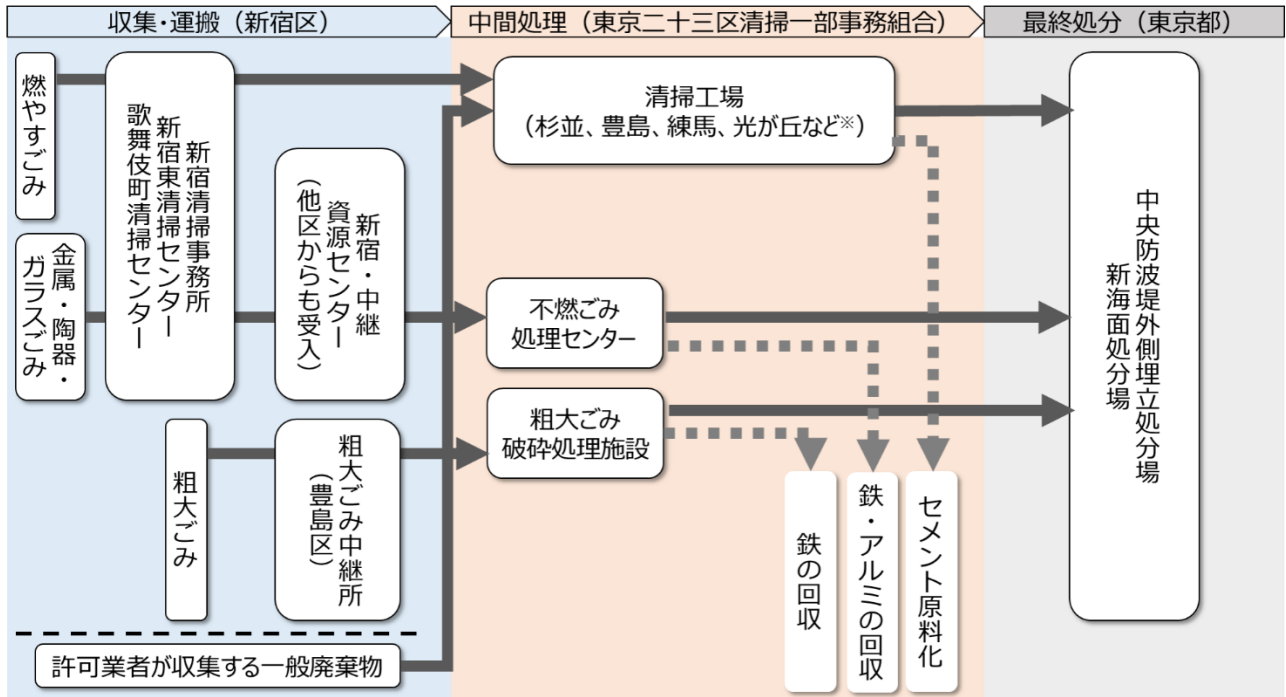 収集・運搬（新宿区）
中間処理（東京二十三区清掃一部事務組合）
最終処分（東京都）
燃やすごみ
新宿清掃事務所
新宿東清掃センター
歌舞伎町清掃センター
金属・陶器・
ガラスごみ
新宿・中継
資源センター
（他区からも受入）
粗大ごみ
粗大ごみ中継所
（豊島区）
許可業者が収集する一般廃棄物
清掃工場
（杉並、豊島、練馬、光が丘など※）
不燃ごみ
処理センター
粗大ごみ
破砕処理施設
鉄の回収
鉄・アルミの回収
セメント原料化
中央防波堤外側埋立処分場
新海面処分場